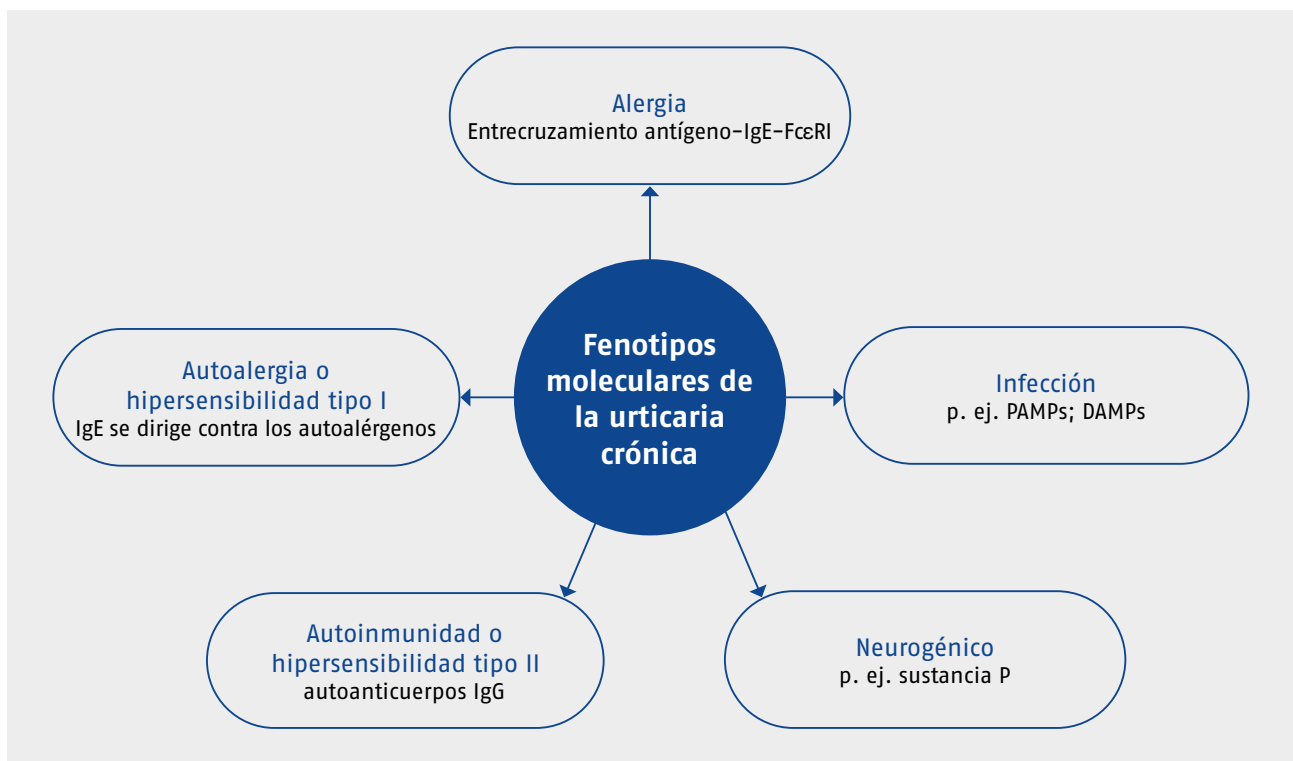 Alergia
Entrecruzamiento antígeno-IgE-FcεRI
Fenotipos
moleculares de
la urticaria
crónica
Autoalergia o
hipersensibilidad tipo I
IgE se dirige contra los autoalérgenos
Infección
p. ej. PAMPs; DAMPs
Autoinmunidad o
hipersensibilidad tipo II
autoanticuerpos IgG
Neurogénico
p. ej. sustancia P